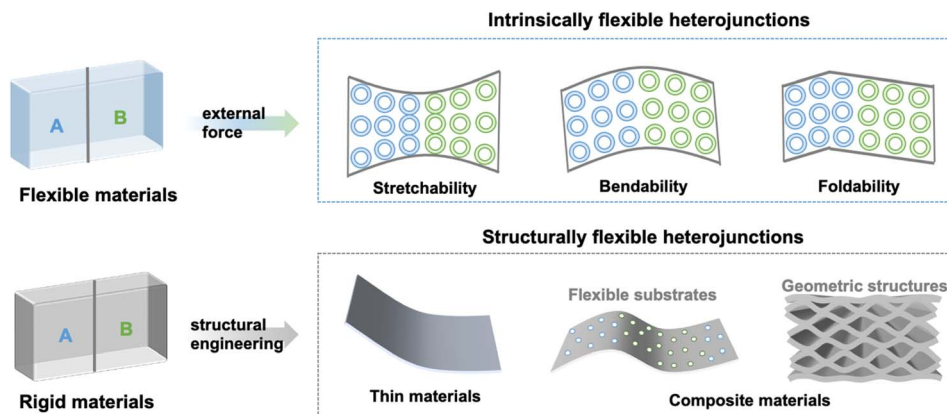 Intrinsically flexible heterojunctions
A
B
external
force
Flexible materials
Stretchability
Bendability
Foldability
Structurally flexible heterojunctions
A
B
structural
engineering
Rigid materials
Flexible substrates
Geometric structures
Thin materials
Composite materials